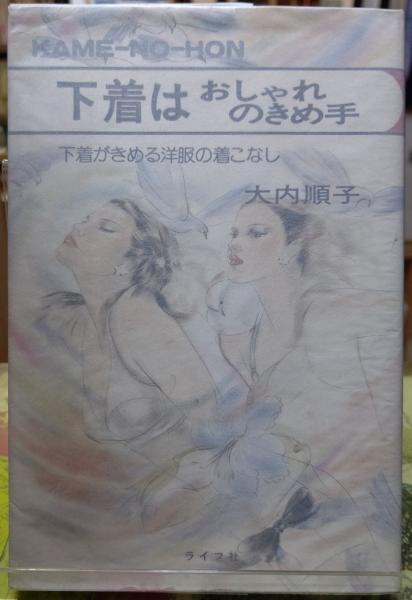 KAME-NO-HON
下着は おしゃれ
のきめ手
下着がきめる洋服の着こなし
大内順子
ライフ社